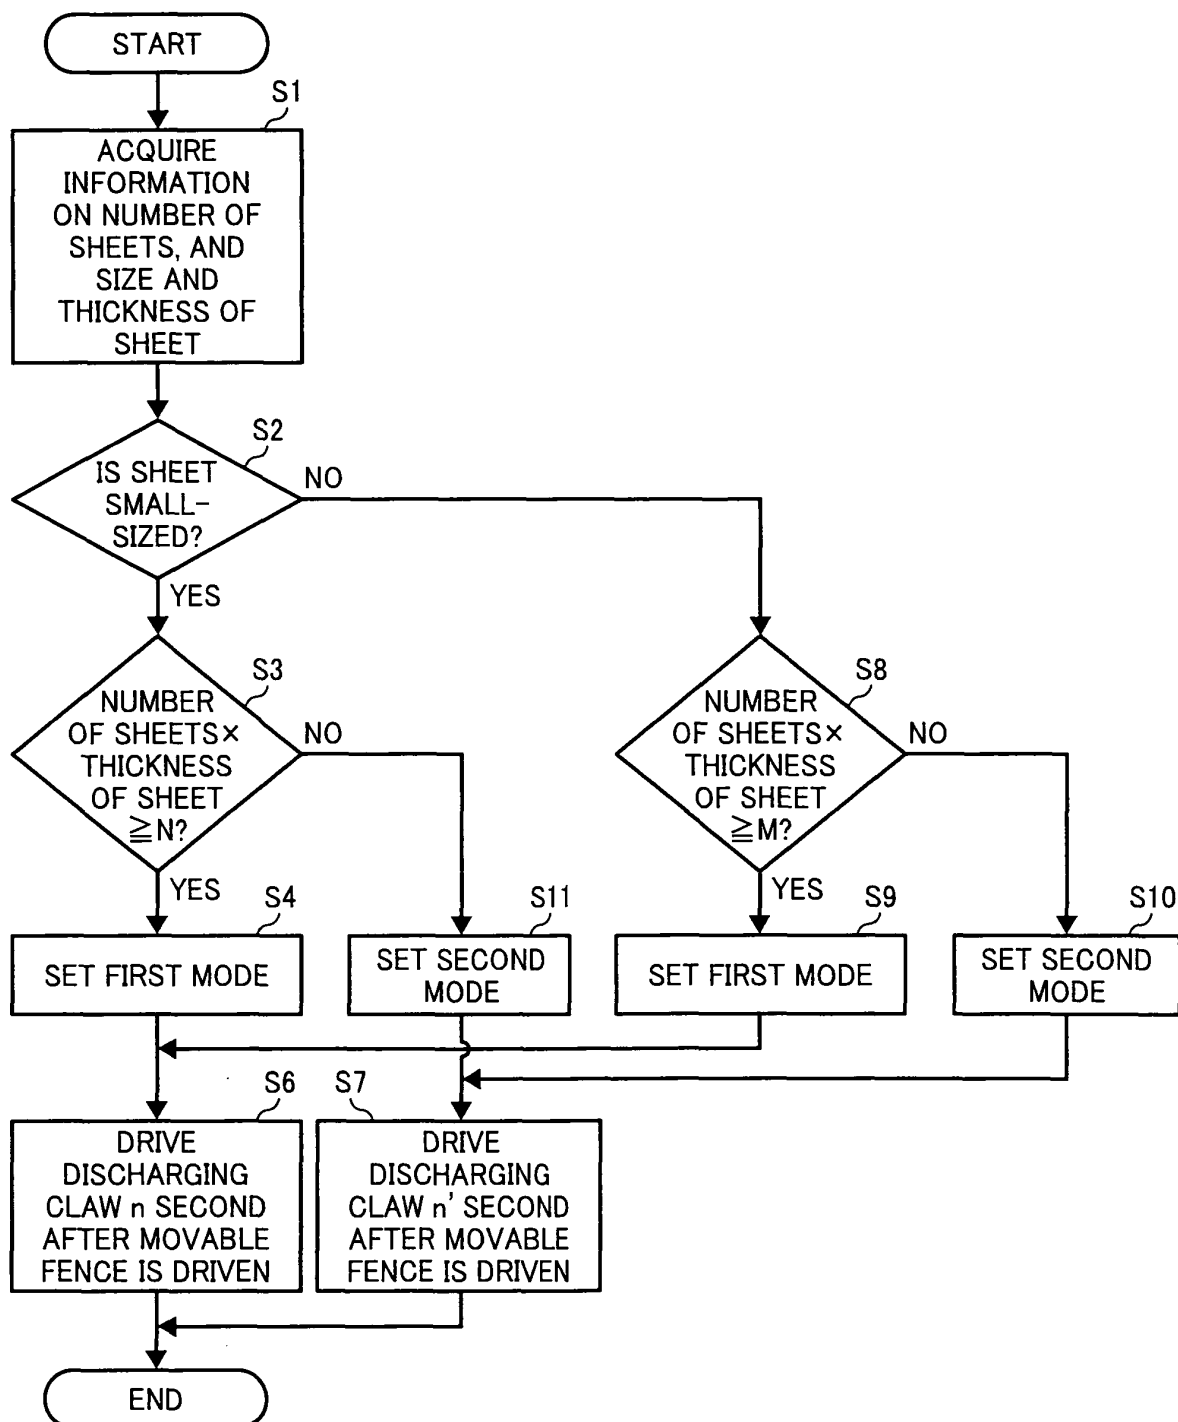 START
S1
ACQUIRE
INFORMATION
ON NUMBER OF
SHEETS, AND
SIZE AND
THICKNESS OF
SHEET
S2
IS SHEET
SMALL-
SIZED?
NO
YES
S3
NUMBER
OF SHEETS×
THICKNESS
OF SHEET
≧N?
NO
YES
S8
NUMBER
OF SHEETS×
THICKNESS
OF SHEET
≧M?
NO
YES
S4
SET FIRST MODE
S11
SET SECOND
MODE
S9
SET FIRST MODE
S10
SET SECOND
MODE
S6
DRIVE
DISCHARGING
CLAW n SECOND
AFTER MOVABLE
FENCE IS DRIVEN
S7
DRIVE
DISCHARGING
CLAW n' SECOND
AFTER MOVABLE
FENCE IS DRIVEN
END